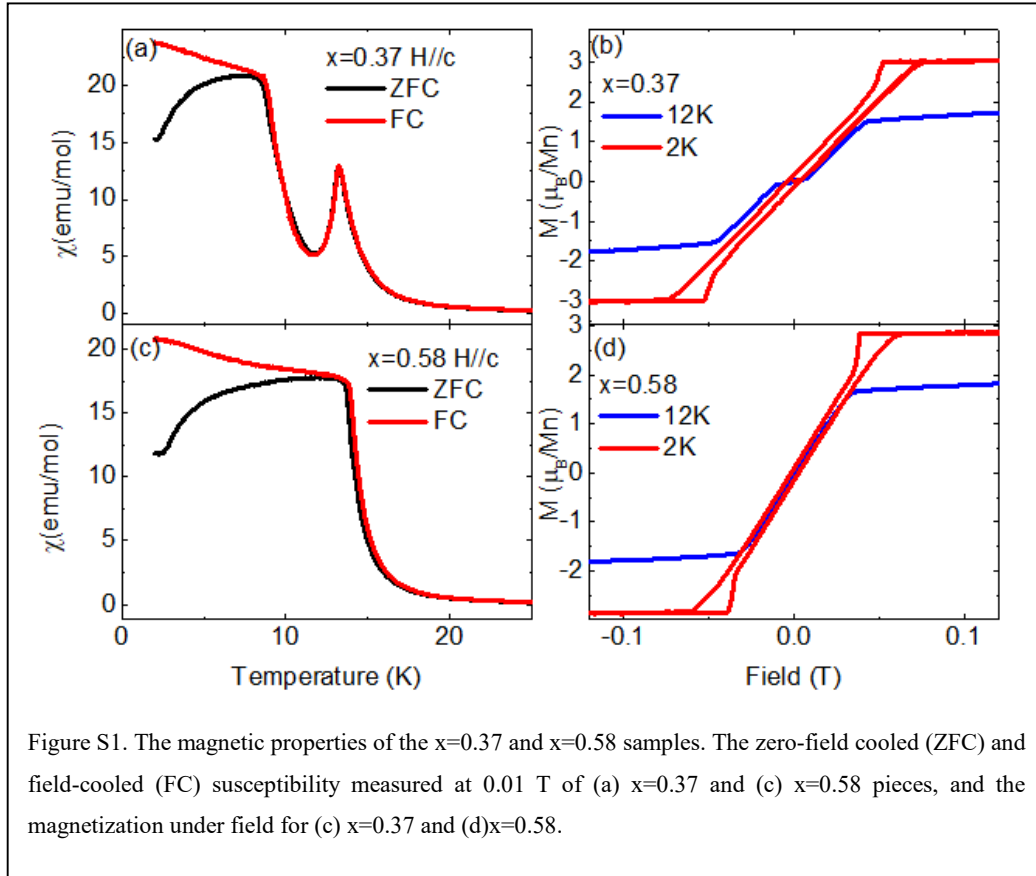 (a)
x=0.37 H//c
ZFC
FC
20
15
10
5
0
χ(emu/mol)
(b)
x=0.37
12K
2K
3
2
1
0
-1
-2
-3
M (μB/Mn)
(c)
x=0.58 H//c
ZFC
FC
20
15
10
5
0
χ(emu/mol)
0
10
20
Temperature (K)
(d)
x=0.58
12K
2K
3
2
1
0
-1
-2
M (μB/Mn)
-0.1
0.0
0.1
Field (T)
Figure S1. The magnetic properties of the x=0.37 and x=0.58 samples. The zero-field cooled (ZFC) and
field-cooled (FC) susceptibility measured at 0.01 T of (a) x=0.37 and (c) x=0.58 pieces, and the
magnetization under field for (c) x=0.37 and (d)x=0.58.